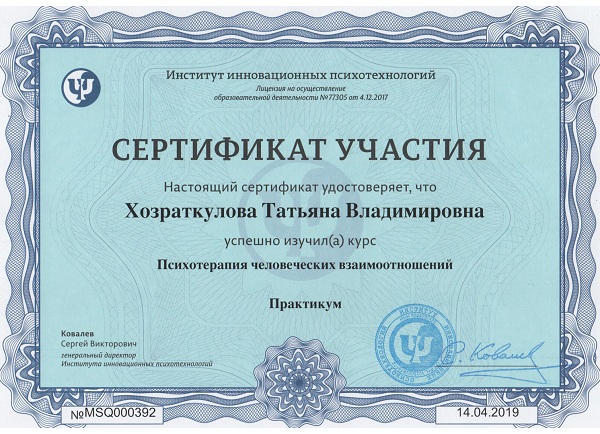 Институт инновационных психотехнологий
Лицензия на осуществление
образовательной деятельности №77305 от 4.12.2017
СЕРТИФИКАТ УЧАСТИЯ
Настоящий сертификат удостоверяет, что
Хозраткулова Татьяна Владимировна
успешно изучил(а) курс
Психотерапия человеческих взаимоотношений
Практикум
Ковалев
Сергей Викторович
генеральный директор
Института инновационных психотехнологий
№MSQ000392
14.04.2019